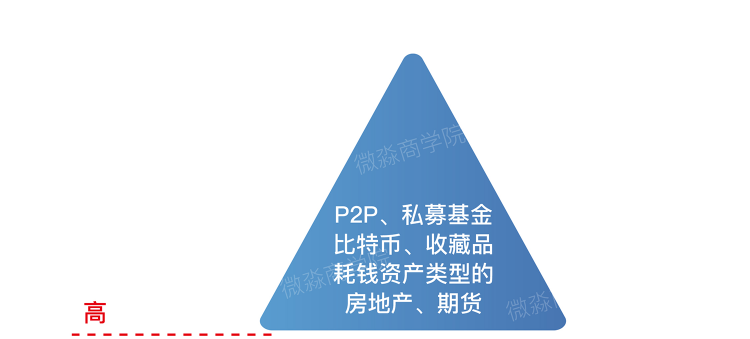 微淼商学院
P2P、私募基金
比特币、收藏品
耗钱资产类型的
微淼商学院
房地产、期货
微淼
高